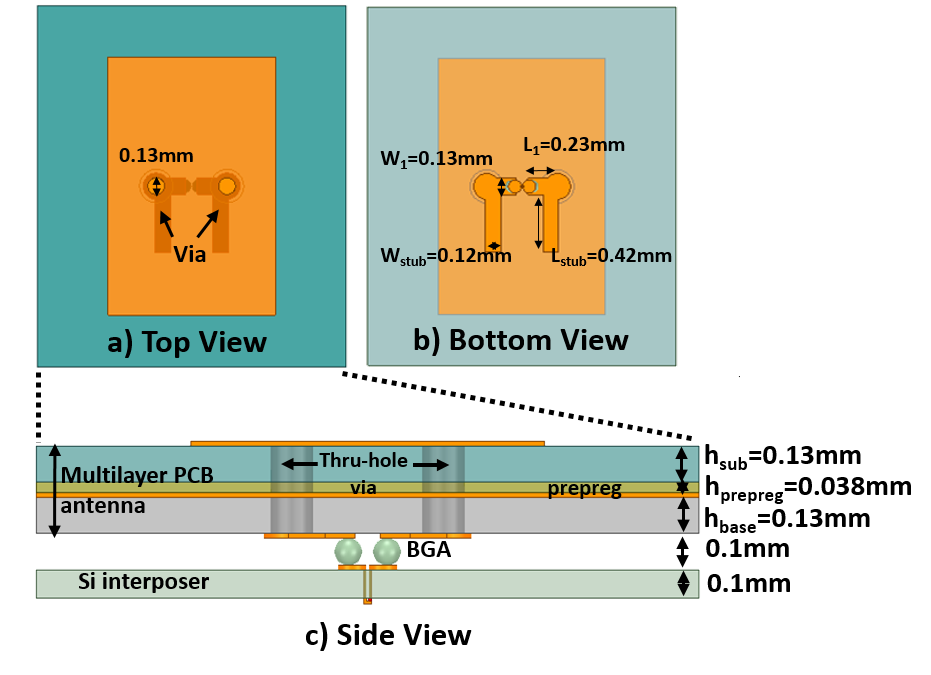 0.13mm
Via
a) Top View
W1=0.13mm
L1=0.23mm
Wstub=0.12mm
Lstub=0.42mm
b) Bottom View
Multilayer PCB
antenna
Thru-hole
via
prepreg
hsub=0.13mm
hprepreg=0.038mm
hbase=0.13mm
BGA
0.1mm
Si interposer
0.1mm
c) Side View